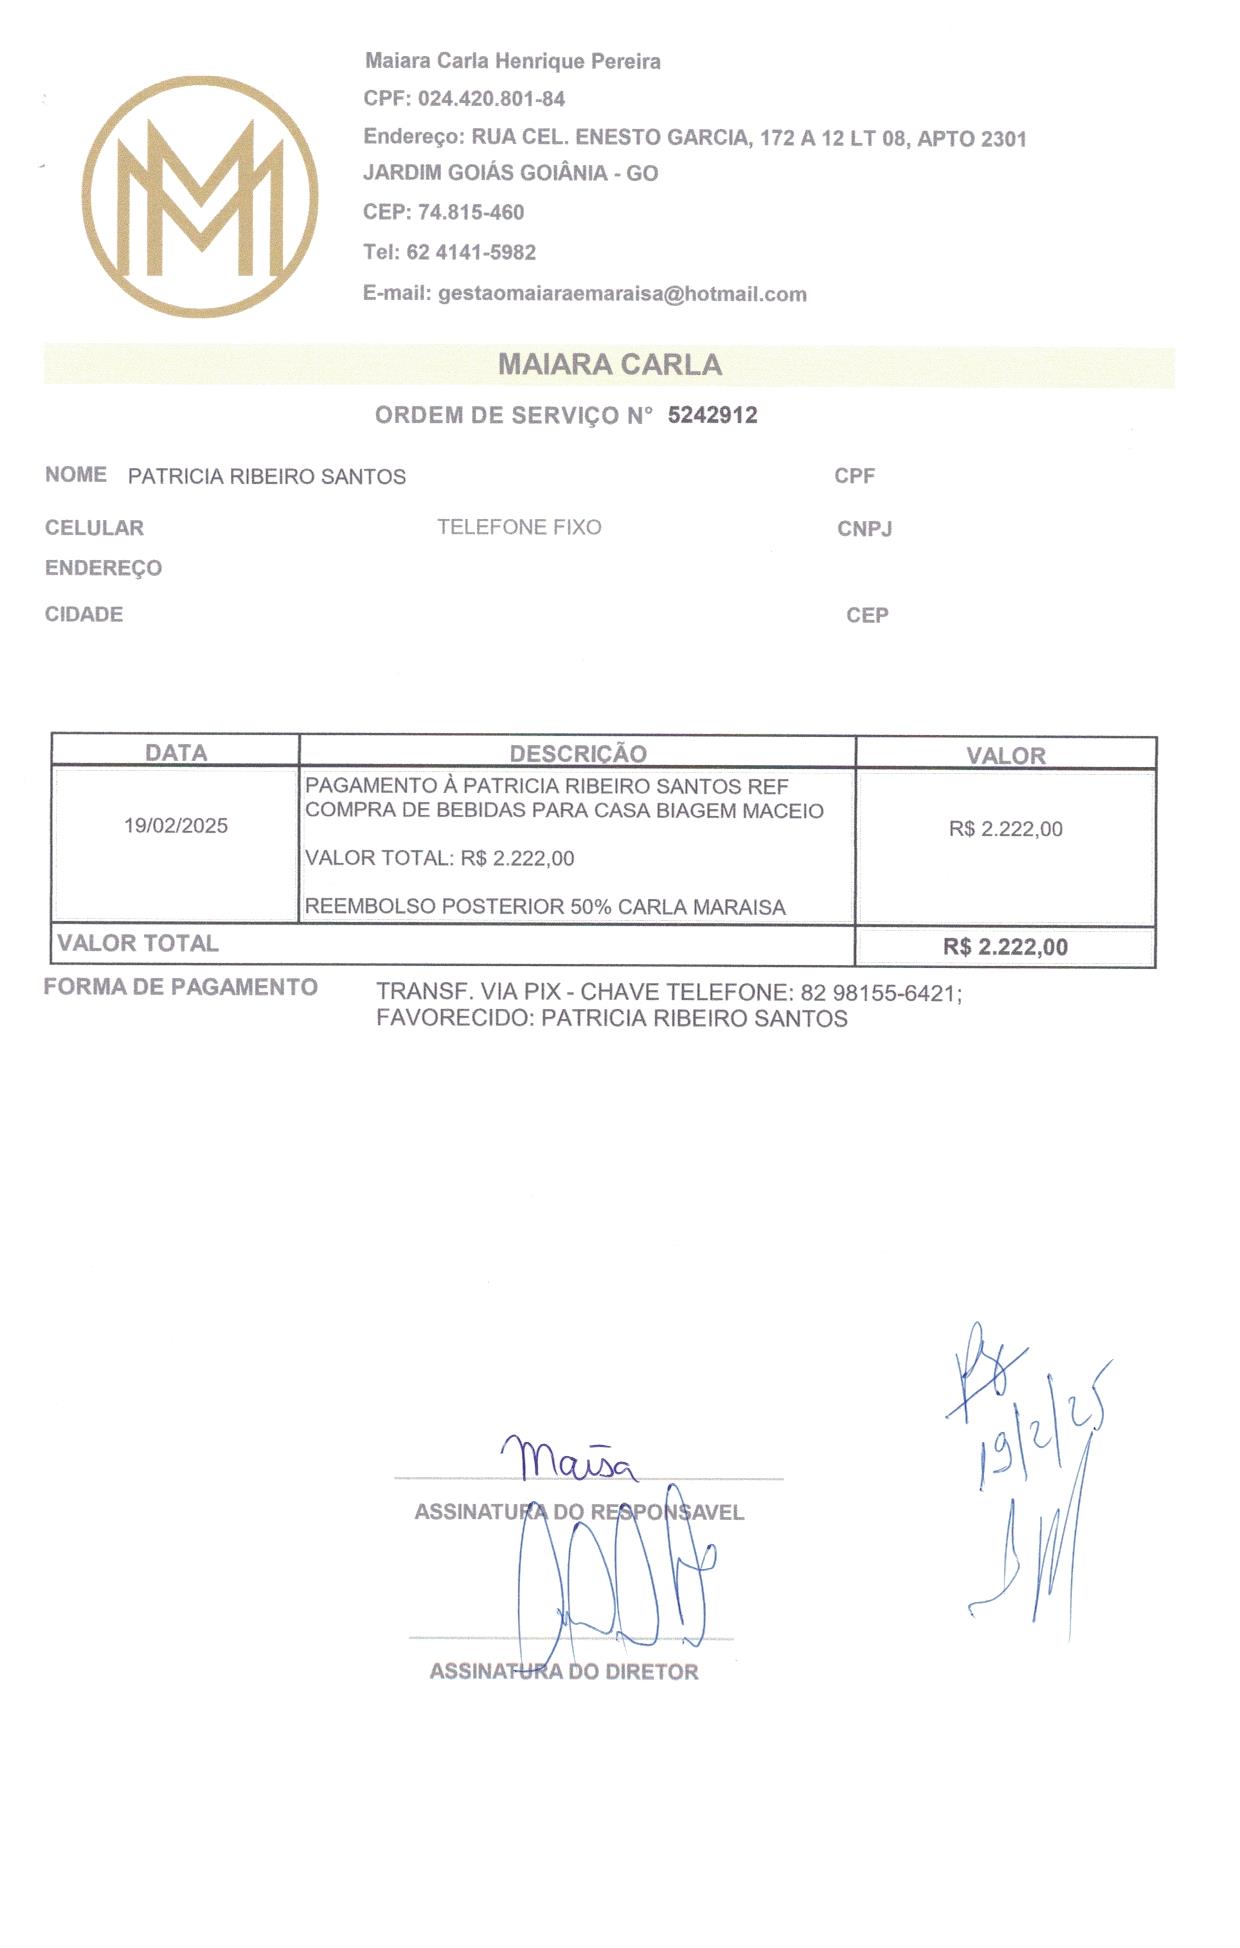 Maiara Carla Henrique Pereira
CPF: 024.420.801-84
Endereço: RUA CEL. ENESTO GARCIA, 172 A 12 LT 08, APTO 2301
JARDIM GOIÁS GOIÂNIA - GO
CEP: 74.815-460
Tel: 62 4141-5982
E-mail: gestaomaiaraemaraisa@hotmail.com
MAIARA CARLA
ORDEM DE SERVIÇO N° 5242912
NOME PATRICIA RIBEIRO SANTOS CPF
CELULAR TELEFONE FIXO CNPJ
ENDEREÇO
CIDADE CEP
DATA DESCRIÇÃO VALOR
PAGAMENTO À PATRICIA RIBEIRO SANTOS REF
COMPRA DE BEBIDAS PARA CASA BIAGEM MACEIO
19/02/2025 R$ 2.222,00
VALOR TOTAL: R$ 2.222,00
REEMBOLSO POSTERIOR 50% CARLA MARAISA
VALOR TOTAL R$ 2.222,00
FORMA DE PAGAMENTO TRANSF. VIA PIX - CHAVE TELEFONE: 82 98155-6421;
FAVORECIDO: PATRICIA RIBEIRO SANTOS
19/2/25
Maisa
ASSINATURA DO RESPONSAVEL
ASSINATURA DO DIRETOR